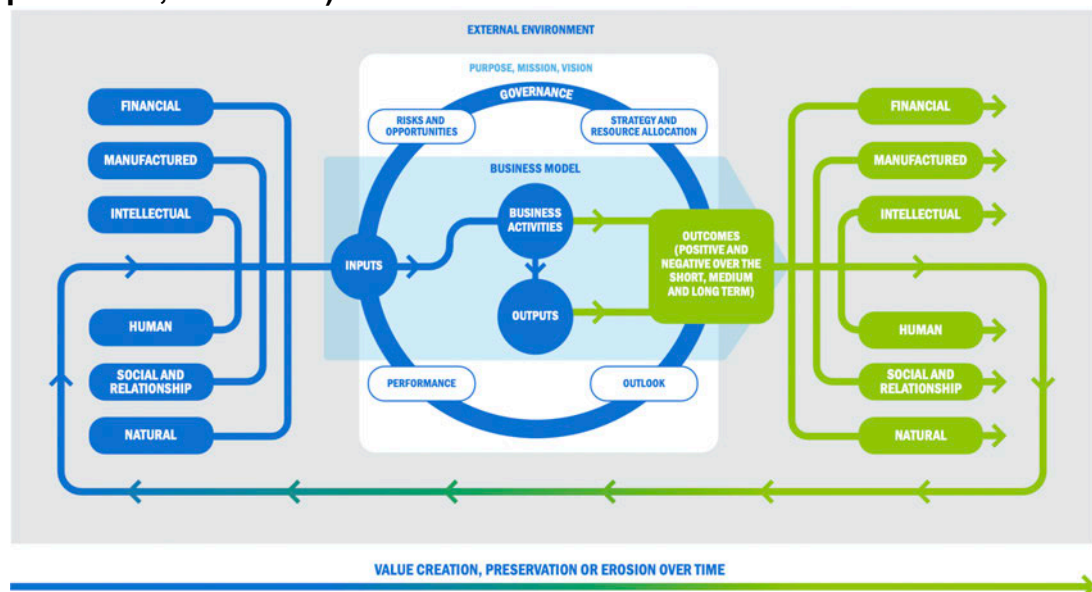 EXTERNAL ENVIRONMENT
PURPOSE, MISSION, VISION
GOVERNANCE
RISKS AND
OPPORTUNITIES
STRATEGY AND
RESOURCE ALLOCATION
FINANCIAL
MANUFACTURED
INTELLECTUAL
HUMAN
SOCIAL AND
RELATIONSHIP
NATURAL
BUSINESS MODEL
INPUTS
BUSINESS
ACTIVITIES
OUTPUTS
OUTCOMES
(POSITIVE AND
NEGATIVE OVER THE
SHORT, MEDIUM
AND LONG TERM)
PERFORMANCE
OUTLOOK
FINANCIAL
MANUFACTURED
INTELLECTUAL
HUMAN
SOCIAL AND
RELATIONSHIP
NATURAL
VALUE CREATION, PRESERVATION OR EROSION OVER TIME